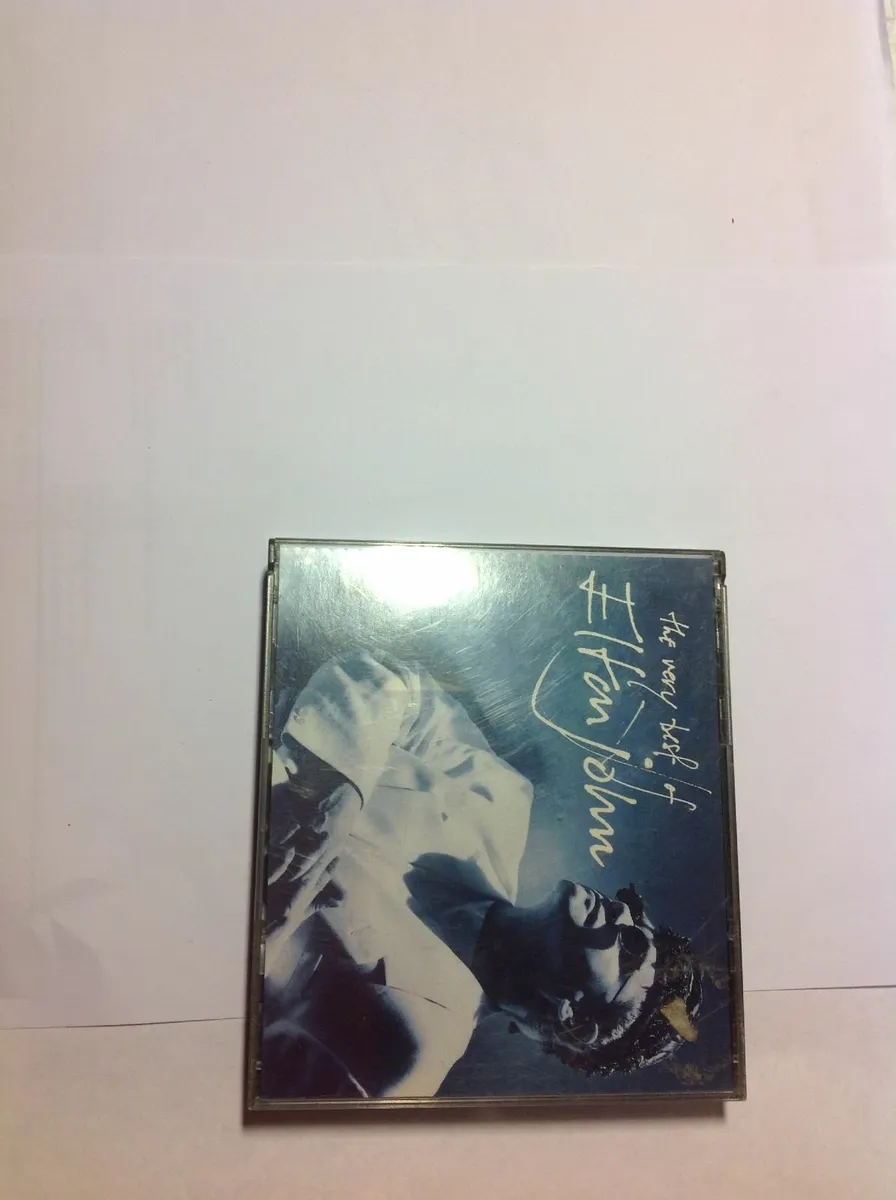 the very best of
Elton John